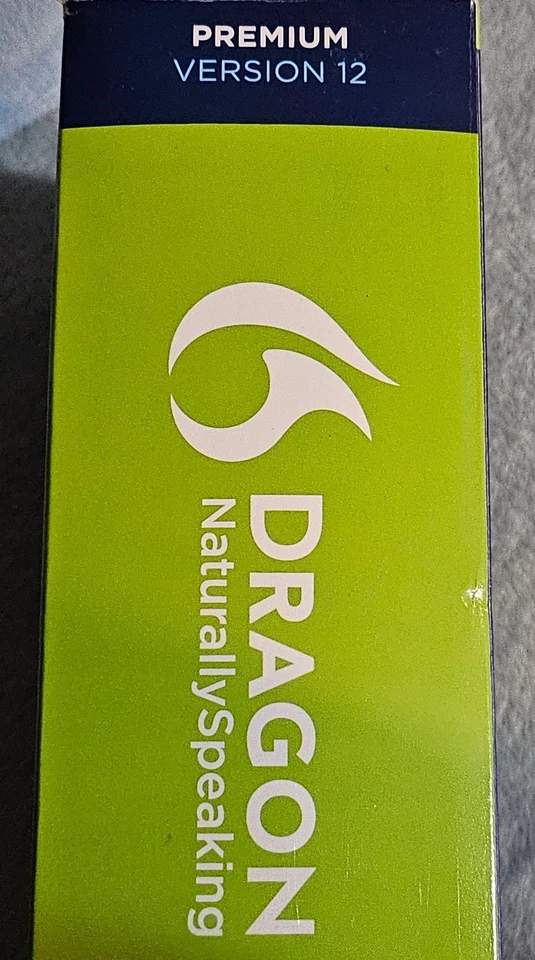 PREMIUM
VERSION 12
DRAGON
NaturallySpeaking